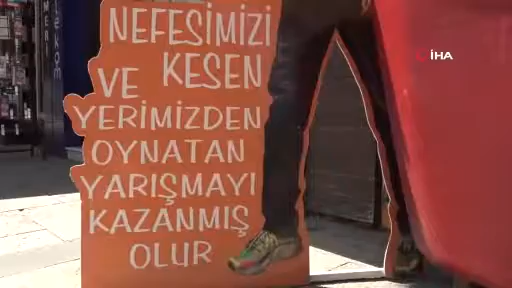 NEFESİMİZİ
KESEN
VE
YERİMİZDEN
OYNATAN
YARIŞMAYI
KAZANMIŞ
OLUR
İHA